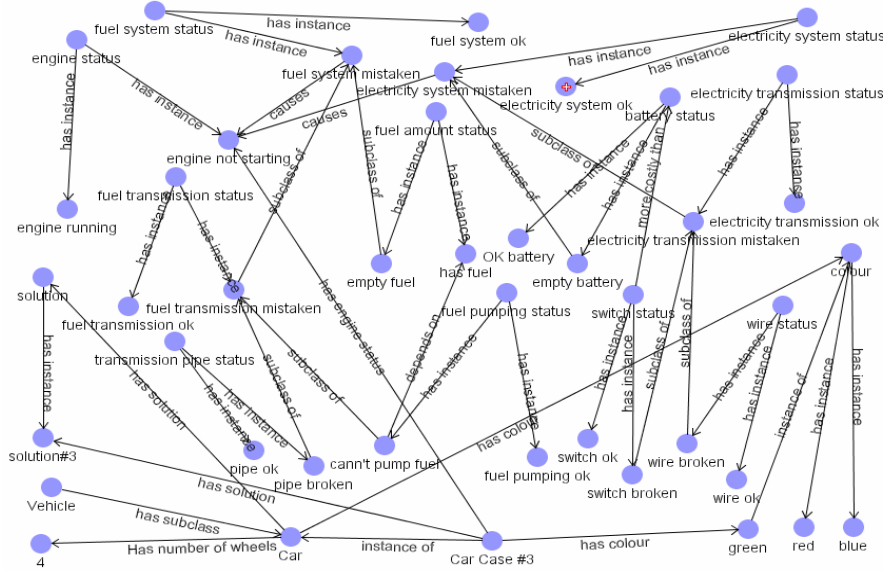 fuel system status
has instance
fuel system ok
electricity system status
engine status
has instance
has instance
has instance
fuel system mistaken
electricity system mistaken
electricity system ok
electricity transmission status
has instance
has instance
causes
causes
fuel amount status
battery status
engine not starting
subclass of
subclass of
has instance
has instance
subclass of
subclass of
has instance
has instance
more costly than
has instance
has instance
fuel transmission status
engine running
electricity transmission ok
electricity transmission mistaken
OK battery
has instance
has instance
empty fuel
has fuel
empty battery
colour
solution
fuel transmission ok
fuel transmission mistaken
has engine status
fuel pumping status
switch status
wire status
transmission pipe status
has instance
has solution
has instance
has instance
subclass of
subclass of
depends on
has instance
has instance
has instance
has instance
subclass of
subclass of
has instance
has instance
instance of
has instance
has instance
has colour
solution#3
pipe ok
pipe broken
cann't pump fuel
fuel pumping ok
switch ok
switch broken
wire broken
wire ok
has solution
Vehicle
has subclass
4
Has number of wheels
Car
instance of
Car Case #3
has colour
green
red
blue